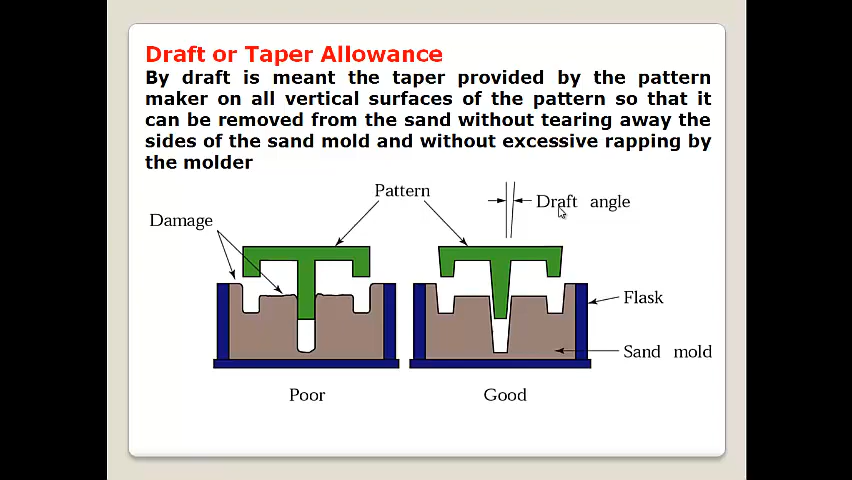 Draft or Taper Allowance
By draft is meant the taper provided by the pattern
maker on all vertical surfaces of the pattern so that it
can be removed from the sand without tearing away the
sides of the sand mold and without excessive rapping by
the molder
Pattern
Draft angle
Damage
Flask
Sand mold
Poor
Good